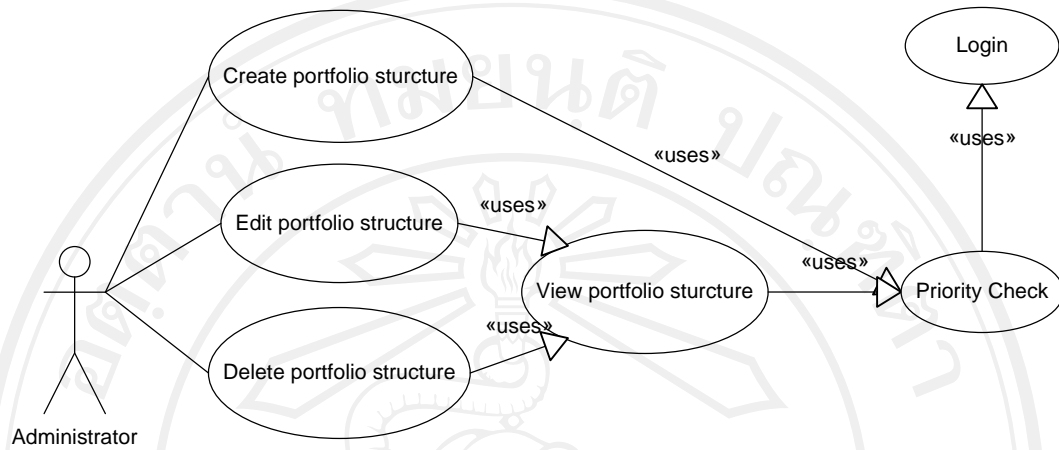 Login
Create portfolio sturcture
«uses»
«uses»
Edit portfolio structure
«uses»
«uses»
View portfolio sturcture
Priority Check
«uses»
Delete portfolio structure
Administrator